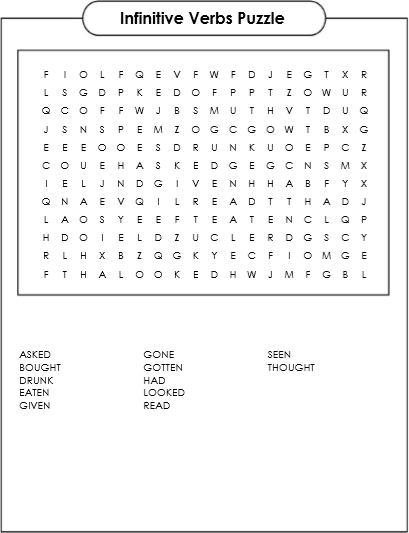 Infinitive Verbs Puzzle
F I O L F Q E V F W F D J E G T X R
L S G D P K E D O F P P T Z O W U R
Q C O F F W J B S M U T H V T D U Q
J S N S P E M Z O G C G O W T B X G
E E E O O E S D R U N K U O E P C Z
C O U E H A S K E D G E G C N S M X
I E L J N D G I V E N H H A B F Y X
Q N A E V Q I L R E A D T T H A D J
L A O S Y E E F T E A T E N C L Q P
H D O I E L D Z U C L E R D G S C Y
R L H X B Z Q G K Y E C F I O M G E
F T H A L O O K E D H W J M F G B L
ASKED GONE SEEN
BOUGHT GOTTEN THOUGHT
DRUNK HAD
EATEN LOOKED
GIVEN READ